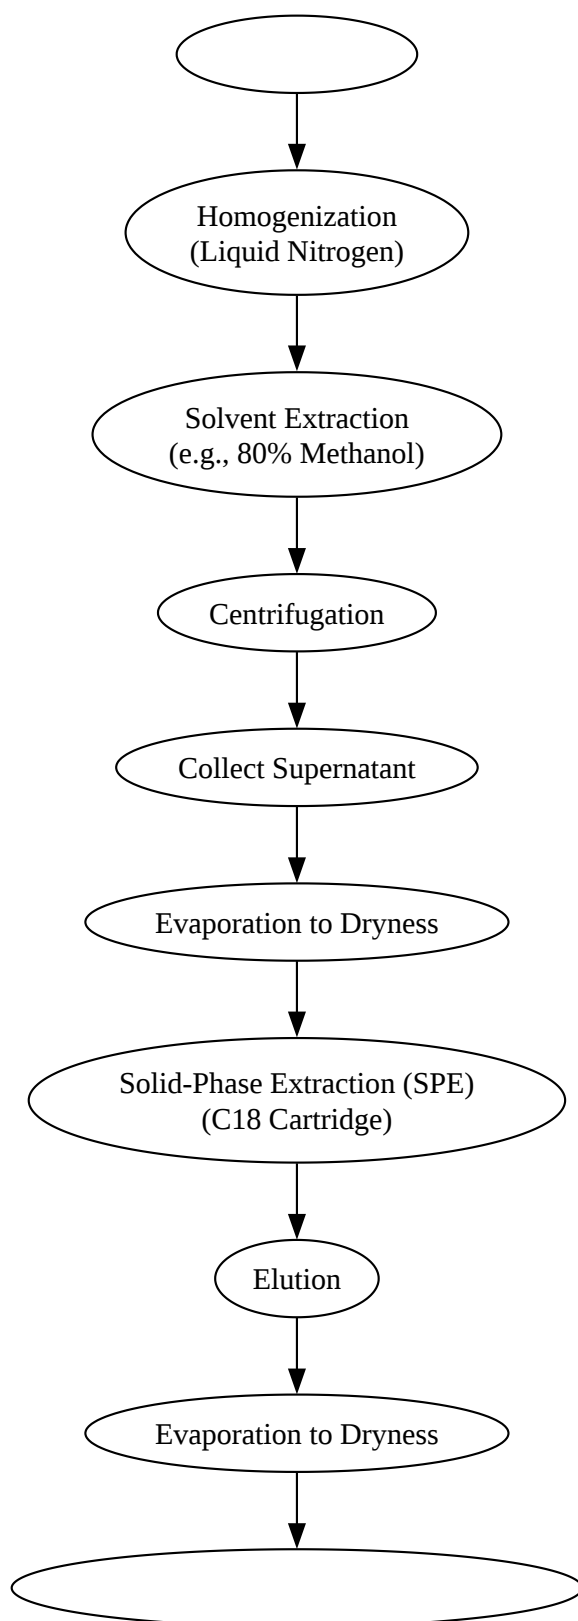 Homogenization
(Liquid Nitrogen)
Solvent Extraction
(e.g., 80% Methanol)
Centrifugation
Collect Supernatant
Evaporation to Dryness
Solid-Phase Extraction (SPE)
(C18 Cartridge)
Elution
Evaporation to Dryness